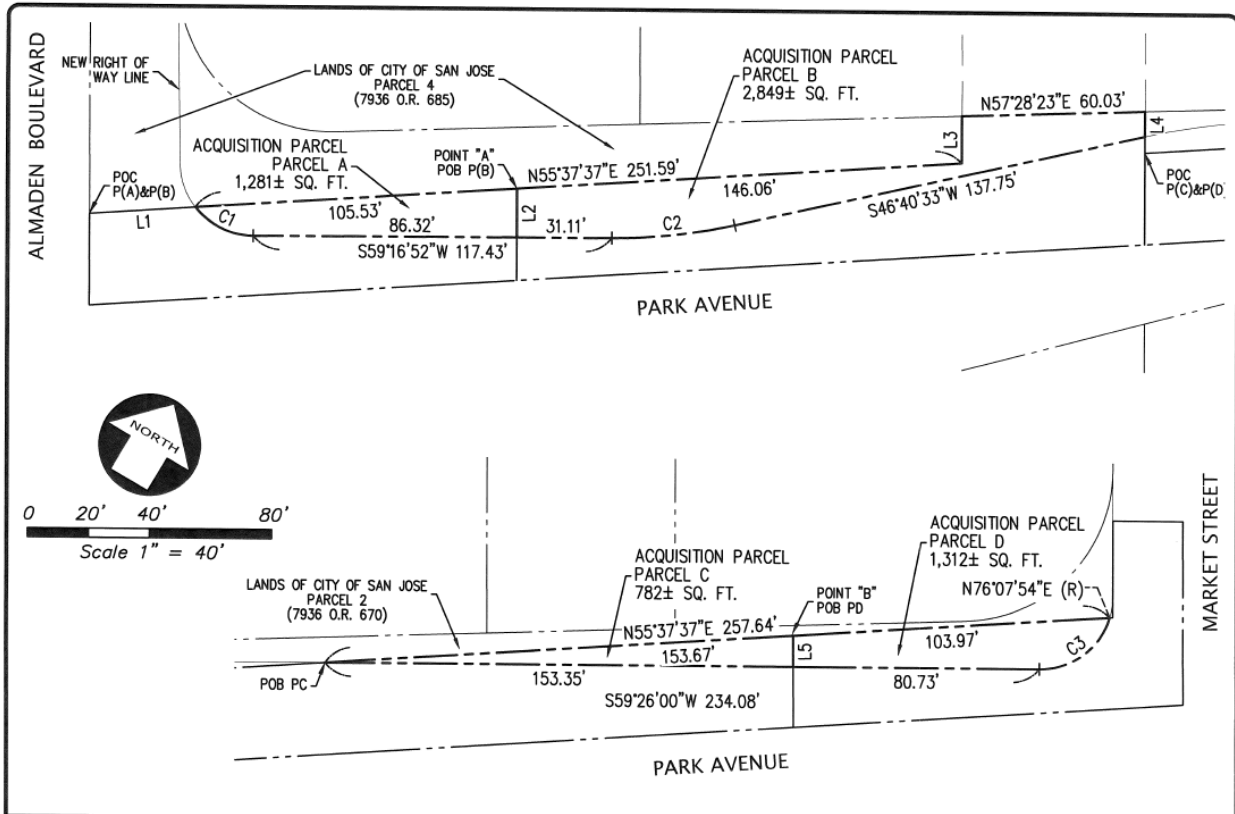 ALMADEN BOULEVARD
NEW RIGHT OF
WAY LINE
LANDS OF CITY OF SAN JOSE
PARCEL 4
(7936 O.R. 685)
ACQUISITION PARCEL
PARCEL B
2,849± SQ. FT.
N57°28'23"E 60.03'
L4
L3
ACQUISITION PARCEL
PARCEL A
1,281± SQ. FT.
POINT "A"
POB P(B)
N55°37'37"E 251.59'
146.06'
POC
P(A)&P(B)
POC
P(C)&P(D
L1
C1
105.53'
86.32'
L2
31.11'
C2
S46°40'33"W 137.75'
S59°16'52"W 117.43'
PARK AVENUE
NORTH
0 20' 40' 80'
Scale 1" = 40'
LANDS OF CITY OF SAN JOSE
PARCEL 2
(7936 O.R. 670)
ACQUISITION PARCEL
PARCEL C
782± SQ. FT.
ACQUISITION PARCEL
PARCEL D
1,312± SQ. FT.
POINT "B"
POB PD
N76°07'54"E (R)
MARKET STREET
N55°37'37"E 257.64'
153.67'
103.97'
L5
C3
POB PC
153.35'
80.73'
S59°26'00"W 234.08'
PARK AVENUE